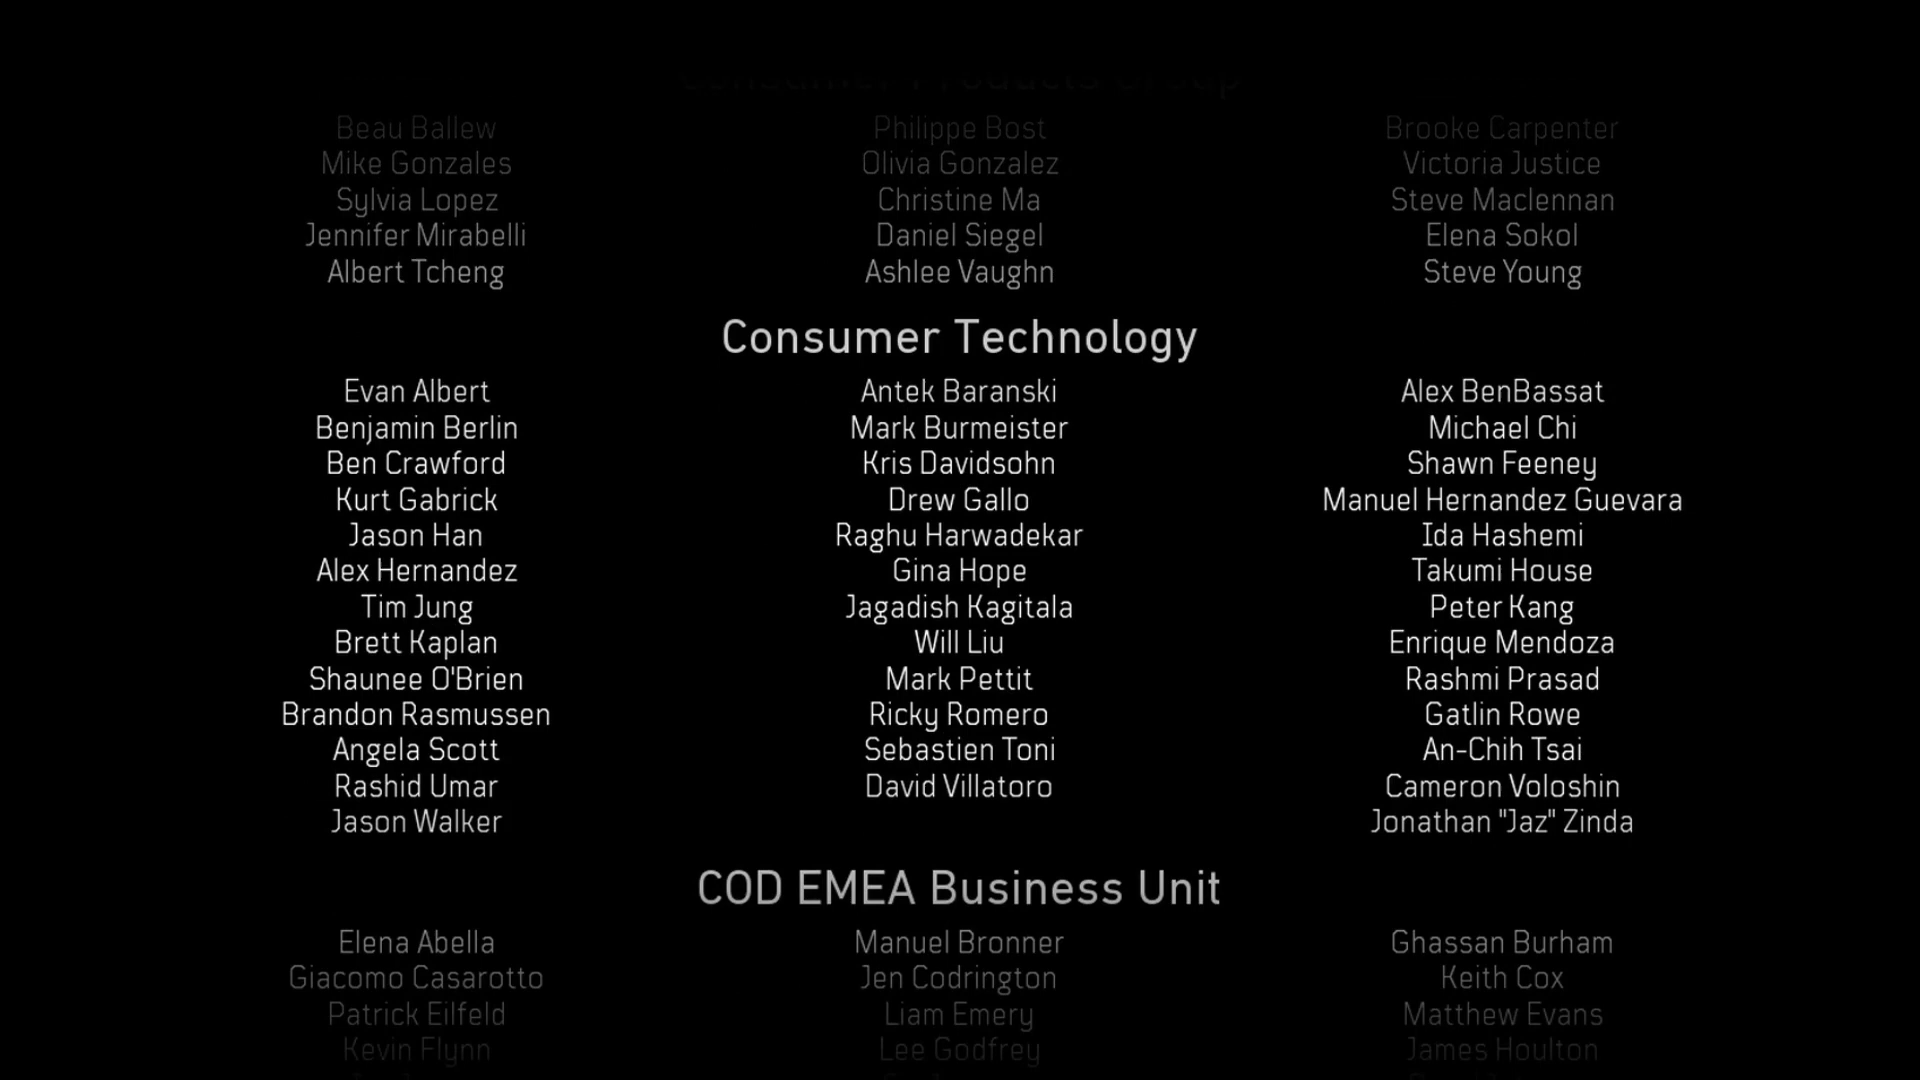 Consumer Products Group
Beau Ballew Philippe Bost Brooke Carpenter
Mike Gonzales Olivia Gonzalez Victoria Justice
Sylvia Lopez Christine Ma Steve Maclennan
Jennifer Mirabelli Daniel Siegel Elena Sokol
Albert Tcheng Ashlee Vaughn Steve Young
Consumer Technology
Evan Albert Antek Baranski Alex BenBassat
Benjamin Berlin Mark Burmeister Michael Chi
Ben Crawford Kris Davidsohn Shawn Feeney
Kurt Gabrick Drew Gallo Manuel Hernandez Guevara
Jason Han Raghu Harwadekar Ida Hashemi
Alex Hernandez Gina Hope Takumi House
Tim Jung Jagadish Kagitala Peter Kang
Brett Kaplan Will Liu Enrique Mendoza
Shaunee O'Brien Mark Pettit Rashmi Prasad
Brandon Rasmussen Ricky Romero Gatlin Rowe
Angela Scott Sebastien Toni An-Chih Tsai
Rashid Umar David Villatoro Cameron Voloshin
Jason Walker Jonathan "Jaz" Zinda
COD EMEA Business Unit
Elena Abella Manuel Bronner Ghassan Burham
Giacomo Casarotto Jen Codrington Keith Cox
Patrick Eilfeld Liam Emery Matthew Evans
Kevin Flynn Lee Godfrey James Houlton